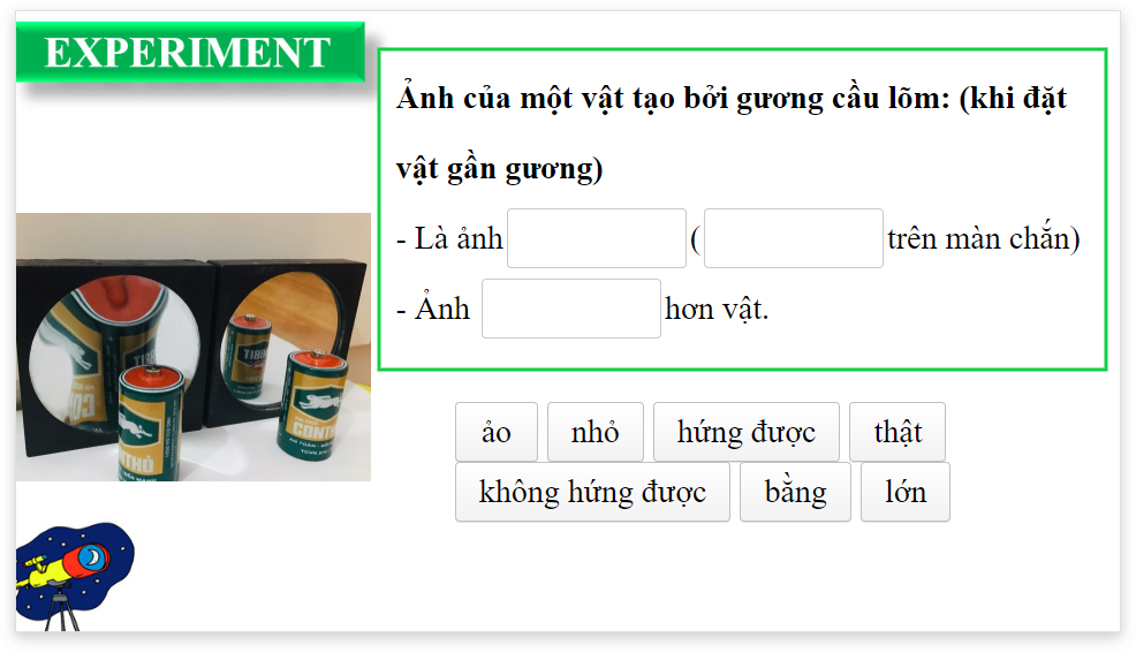 EXPERIMENT
Ảnh của một vật tạo bởi gương cầu lõm: (khi đặt
vật gần gương)
- Là ảnh ( trên màn chắn)
- Ảnh hơn vật.
ảo nhỏ hứng được thật
không hứng được bằng lớn